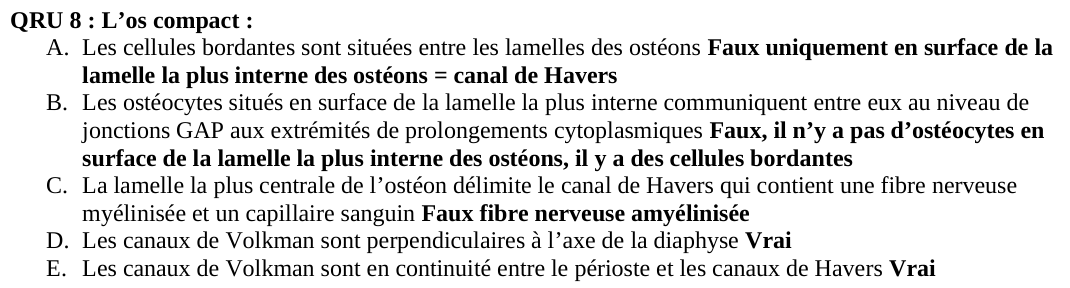 QRU 8 : L’os compact :
A. Les cellules bordantes sont situées entre les lamelles des ostéons Faux uniquement en surface de la
lamelle la plus interne des ostéons = canal de Havers
B. Les ostéocytes situés en surface de la lamelle la plus interne communiquent entre eux au niveau de
jonctions GAP aux extrémités de prolongements cytoplasmiques Faux, il n’y a pas d’ostéocytes en
surface de la lamelle la plus interne des ostéons, il y a des cellules bordantes
C. La lamelle la plus centrale de l’ostéon délimite le canal de Havers qui contient une fibre nerveuse
myélinisée et un capillaire sanguin Faux fibre nerveuse amyélinisée
D. Les canaux de Volkman sont perpendiculaires à l’axe de la diaphyse Vrai
E. Les canaux de Volkman sont en continuité entre le périoste et les canaux de Havers Vrai